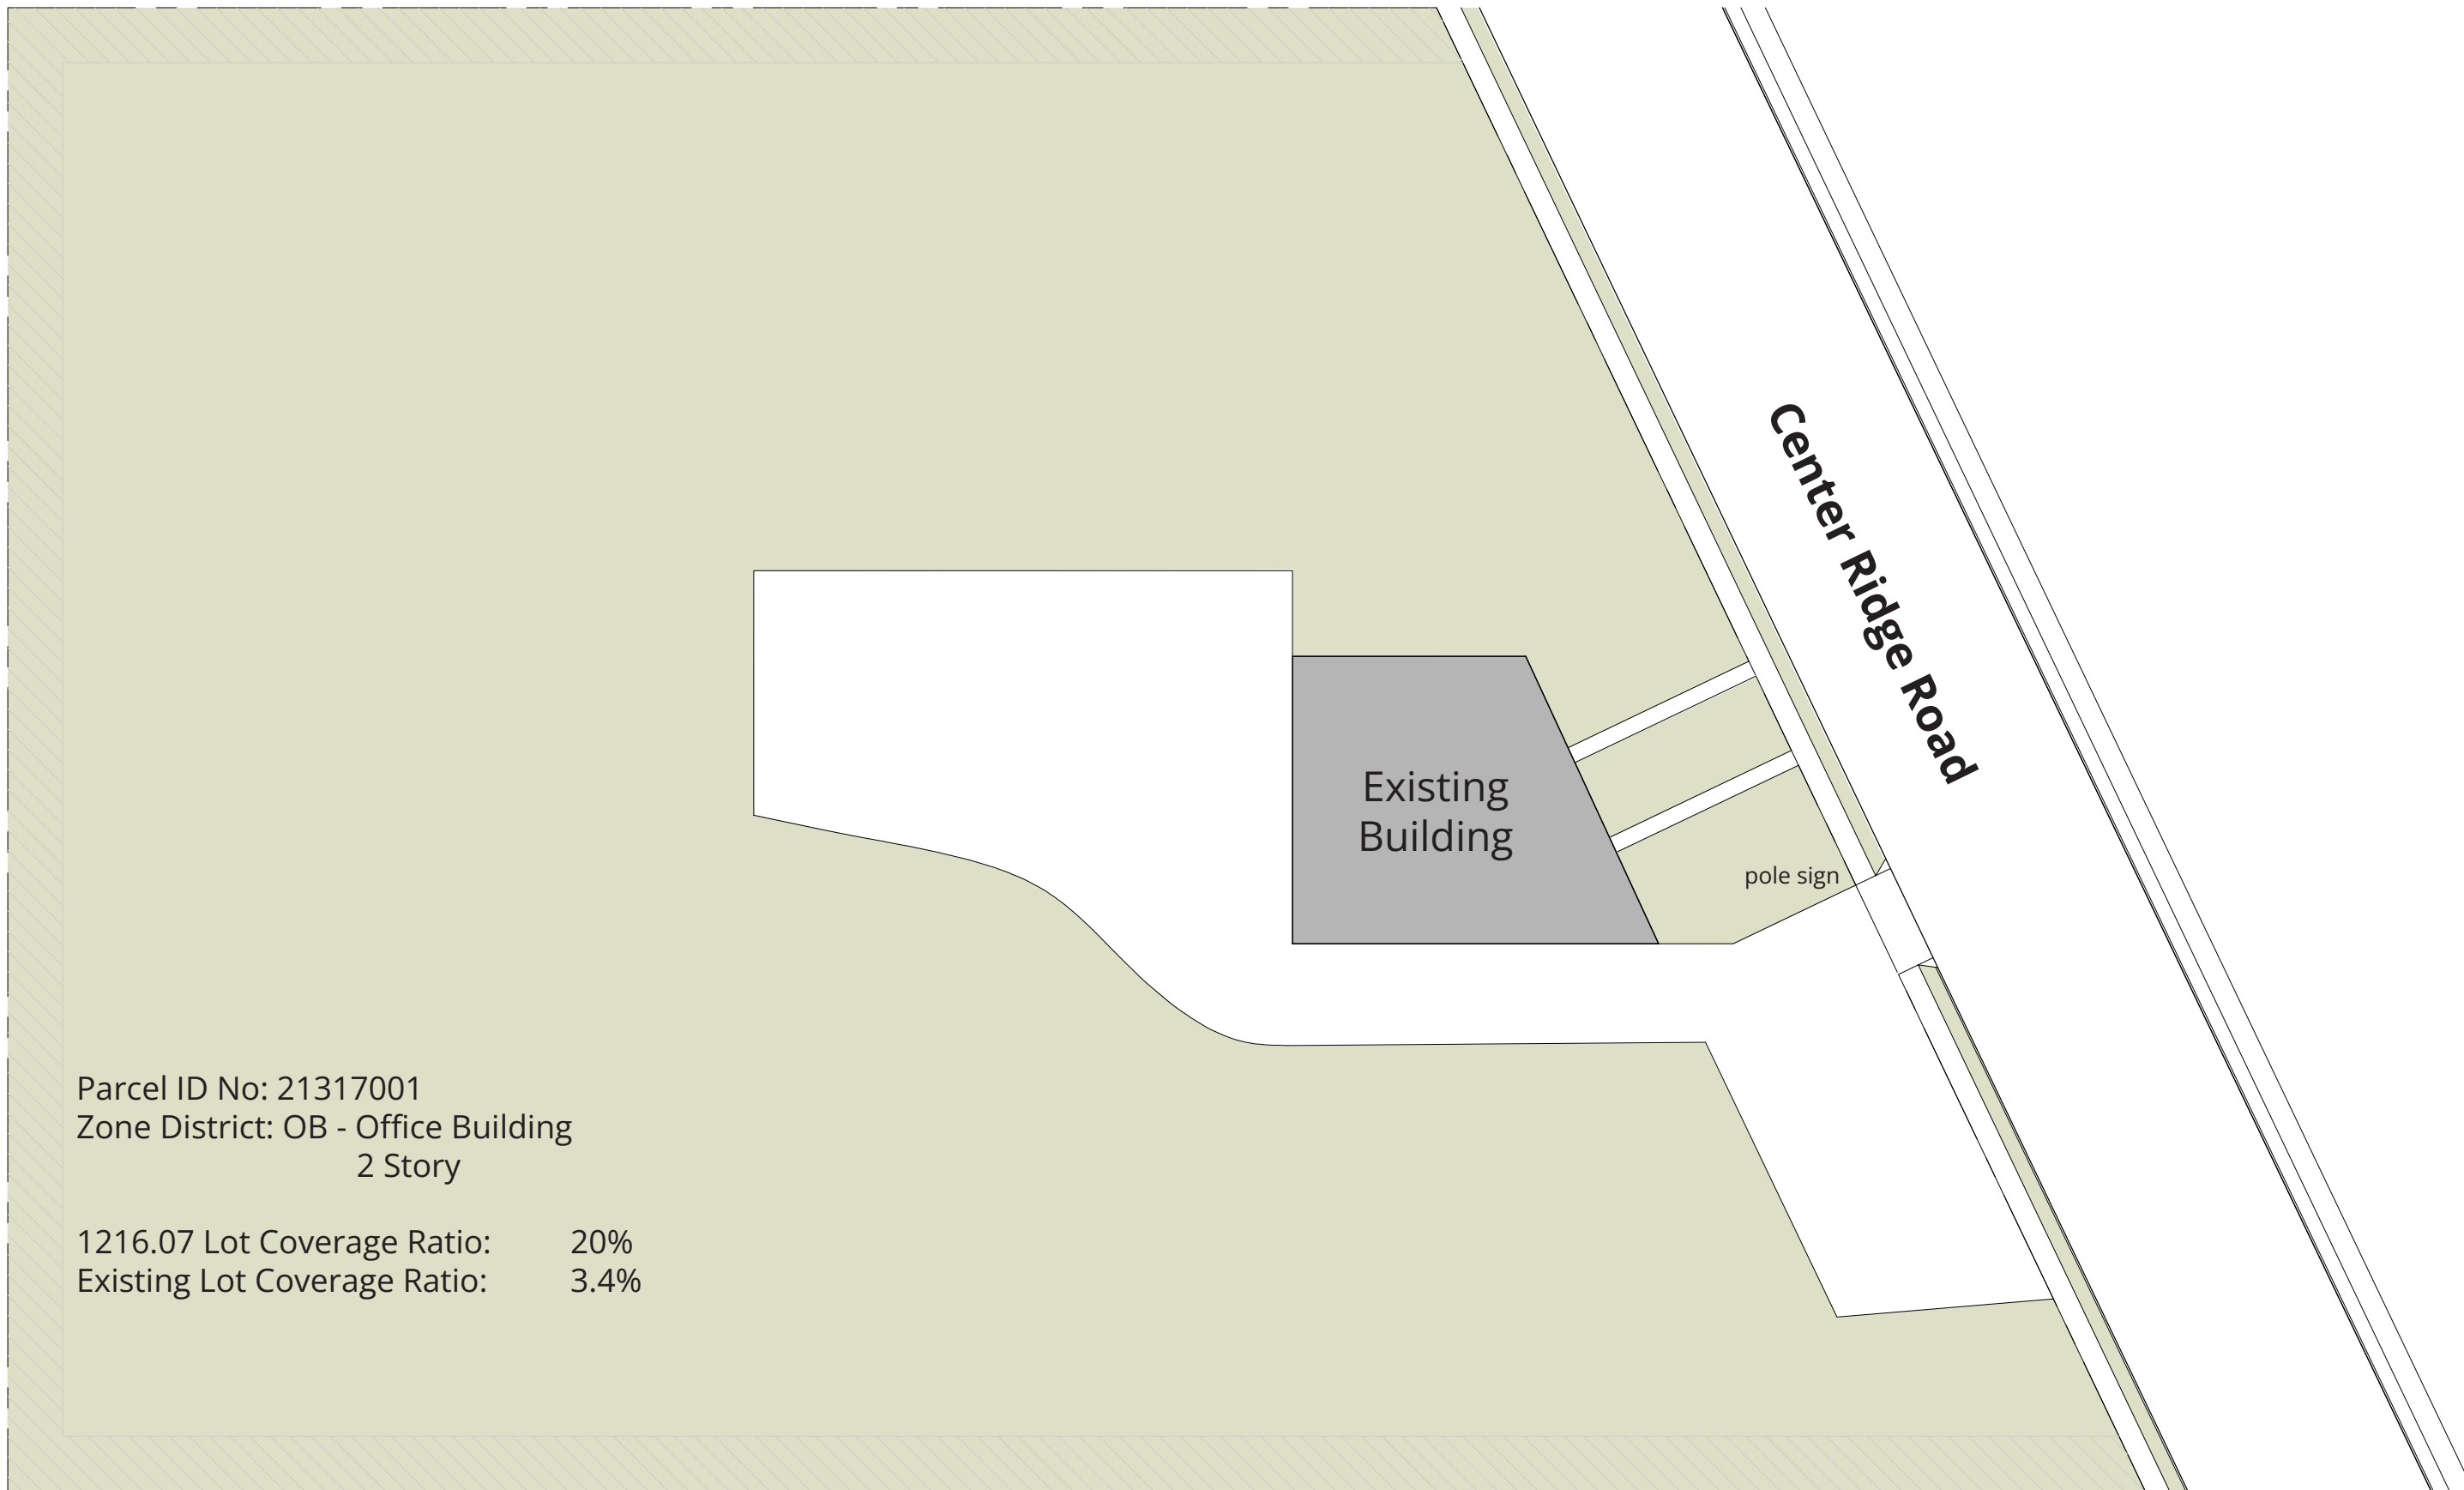 Center Ridge Road
Existing
Building
pole sign
Parcel ID No: 21317001
Zone District: OB - Office Building
2 Story
1216.07 Lot Coverage Ratio: 20%
Existing Lot Coverage Ratio: 3.4%